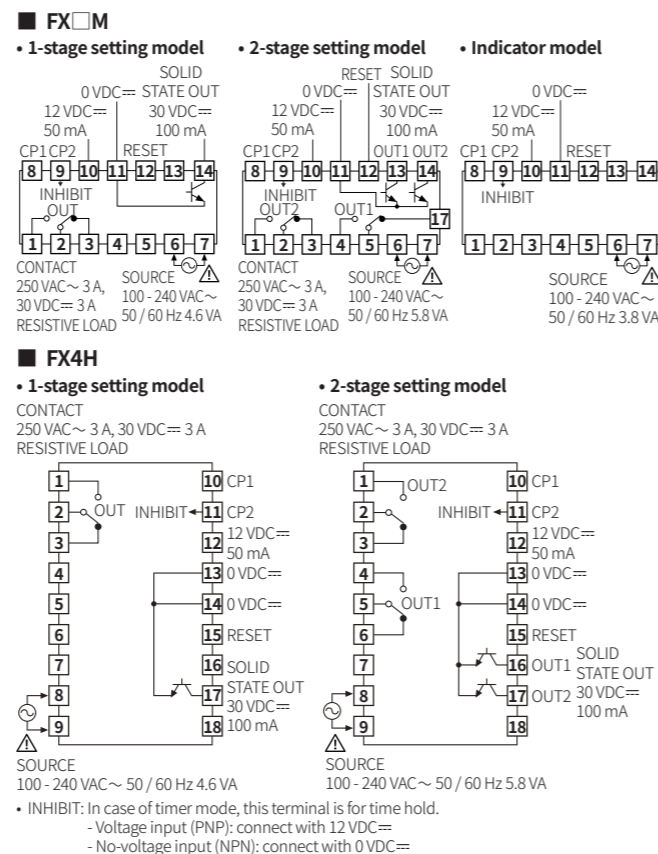 ■ FX□M
• 1-stage setting model
SOLID
0 VDC⎓ STATE OUT
12 VDC⎓ 30 VDC⎓
50 mA 100 mA
CP1 CP2 RESET
8 9 10 11 12 13 14
INHIBIT
OUT
1 2 3 4 5 6 7
CONTACT
250 VAC～ 3 A,
30 VDC⎓ 3 A
RESISTIVE LOAD
SOURCE
100 - 240 VAC～
50 / 60 Hz 4.6 VA
• 2-stage setting model
RESET SOLID
0 VDC⎓ STATE OUT
12 VDC⎓ 30 VDC⎓
50 mA 100 mA
CP1 CP2 OUT1 OUT2
8 9 10 11 12 13 14
INHIBIT
OUT2 OUT1
17
1 2 3 4 5 6 7
CONTACT
250 VAC～ 3 A,
30 VDC⎓ 3 A
RESISTIVE LOAD
SOURCE
100 - 240 VAC～
50 / 60 Hz 5.8 VA
• Indicator model
0 VDC⎓
12 VDC⎓
50 mA
CP1 CP2 RESET
8 9 10 11 12 13 14
INHIBIT
1 2 3 4 5 6 7
SOURCE
100 - 240 VAC～
50 / 60 Hz 3.8 VA
■ FX4H
• 1-stage setting model
CONTACT
250 VAC～ 3 A, 30 VDC⎓ 3 A
RESISTIVE LOAD
1 10 CP1
2 OUT INHIBIT 11 CP2
3 12 12 VDC⎓
50 mA
4 13 0 VDC⎓
5 14 0 VDC⎓
6 15 RESET
7 16 SOLID
STATE OUT
8 17 30 VDC⎓
9 18 100 mA
SOURCE
100 - 240 VAC～ 50 / 60 Hz 4.6 VA
• 2-stage setting model
CONTACT
250 VAC～ 3 A, 30 VDC⎓ 3 A
RESISTIVE LOAD
1 OUT2 10 CP1
2 INHIBIT 11 CP2
3 12 12 VDC⎓
50 mA
4 13 0 VDC⎓
5 OUT1 14 0 VDC⎓
6 15 RESET
7 16 OUT1 SOLID
STATE OUT
8 17 OUT2 30 VDC⎓
100 mA
9 18
SOURCE
100 - 240 VAC～ 50 / 60 Hz 5.8 VA
• INHIBIT: In case of timer mode, this terminal is for time hold.
- Voltage input (PNP): connect with 12 VDC⎓
- No-voltage input (NPN): connect with 0 VDC⎓